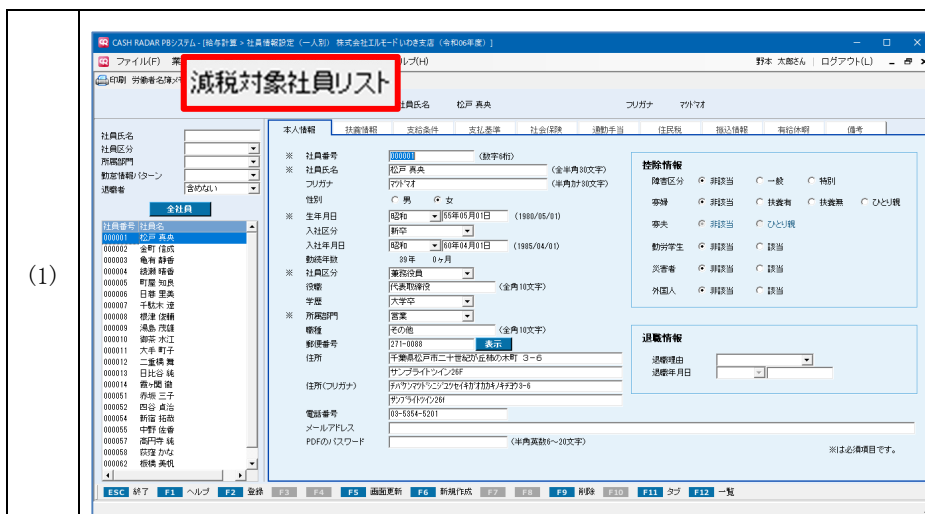 (1)
CASH RADAR PBシステム - [給与計算 > 社員情報設定（一人別） 株式会社エルモードいわき支店（令和06年度）]
ファイル(F) 業 ルプ(H) 野本 太郎さん | ログアウト(L)
印刷 労働者名簿
減税対象社員リスト
社員氏名 松戸 真央 フリガナ ﾏﾂﾄﾞﾏｵ
社員氏名
社員区分
所属部門
勤怠情報パターン
退職者 含めない
全社員
社員番号 社員名
000001 松戸 真央
000002 金町 信成
000003 亀有 静香
000004 綾瀬 晴香
000005 町屋 知良
000006 日暮 里美
000007 千駄木 遼
000008 根津 俊輔
000009 湯島 茂雄
000010 御茶 水江
000011 大手 町子
000012 二重橋 舞
000013 日比谷 純
000014 霞ヶ関 徹
000051 赤坂 三子
000052 四谷 貞治
000054 新宿 拓哉
000055 中野 佐香
000057 高円寺 純
000058 荻窪 かな
000062 板橋 美帆
本人情報 扶養情報 支給条件 支払基準 社会保険 通勤手当 住民税 振込情報 有給休暇 備考
※ 社員番号 000001 (数字6桁)
※ 社員氏名 松戸 真央 (全半角30文字)
フリガナ ﾏﾂﾄﾞﾏｵ (半角計30文字)
性別 男 女
※ 生年月日 昭和 55年05月01日 (1980/05/01)
入社区分 新卒
入社年月日 昭和 60年04月01日 (1985/04/01)
勤続年数 39年 0ヶ月
※ 社員区分 兼務役員
役職 代表取締役 (全角10文字)
学歴 大学卒
※ 所属部門 営業
職種 その他 (全角10文字)
郵便番号 271-0088 表示
住所 千葉県松戸市二十世紀が丘柿の木町 3－6
サンブライトツイン26F
住所(フリガナ)
ｻﾝﾌﾞﾗｲﾄﾂｲﾝ26f
電話番号 03-5354-5201
メールアドレス
PDFのパスワード (半角英数6～20文字)
控除情報
障害区分 非該当 一般 特別
寡婦 非該当 扶養有 扶養無 ひとり親
寡夫 非該当 ひとり親
勤労学生 非該当 該当
災害者 非該当 該当
外国人 非該当 該当
退職情報
退職理由
退職年月日
※は必須項目です。
ESC 終了 F1 ヘルプ F2 登録 F3 F4 F5 画面更新 F6 新規作成 F7 F8 F9 削除 F10 F11 タブ F12 一覧